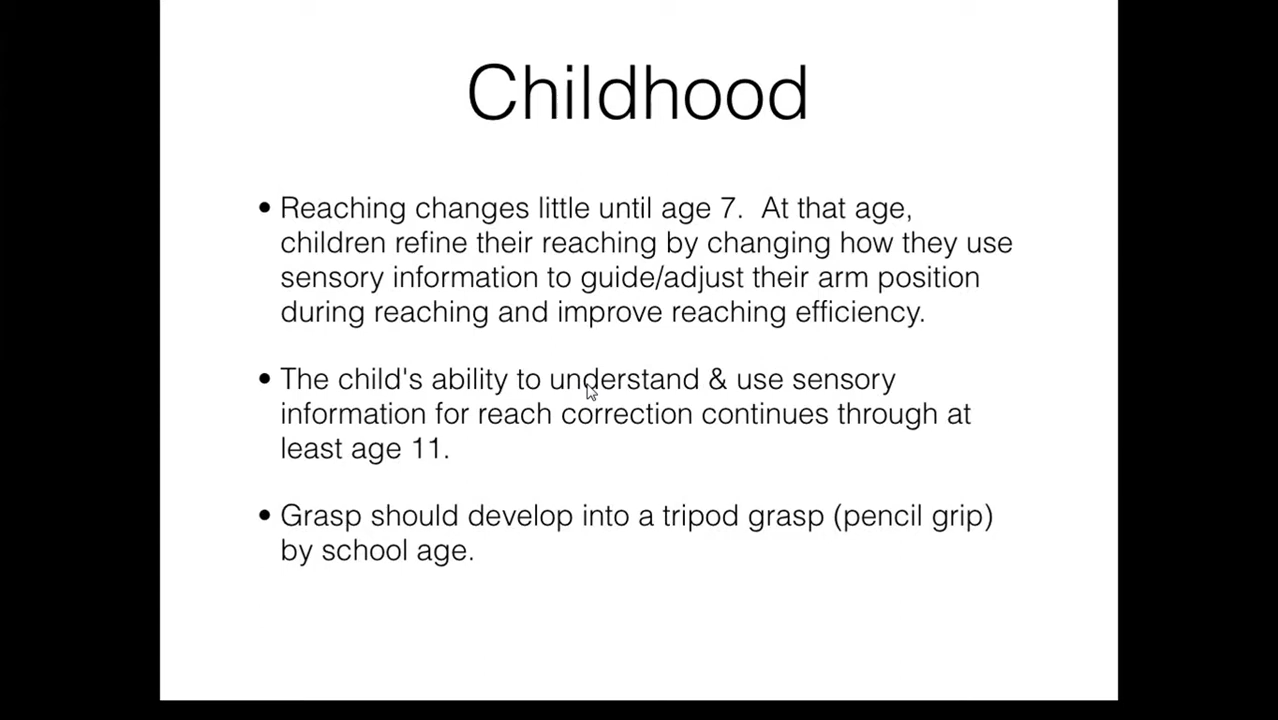 Childhood
• Reaching changes little until age 7.  At that age,
children refine their reaching by changing how they use
sensory information to guide/adjust their arm position
during reaching and improve reaching efficiency.
• The child's ability to understand & use sensory
information for reach correction continues through at
least age 11.
• Grasp should develop into a tripod grasp (pencil grip)
by school age.